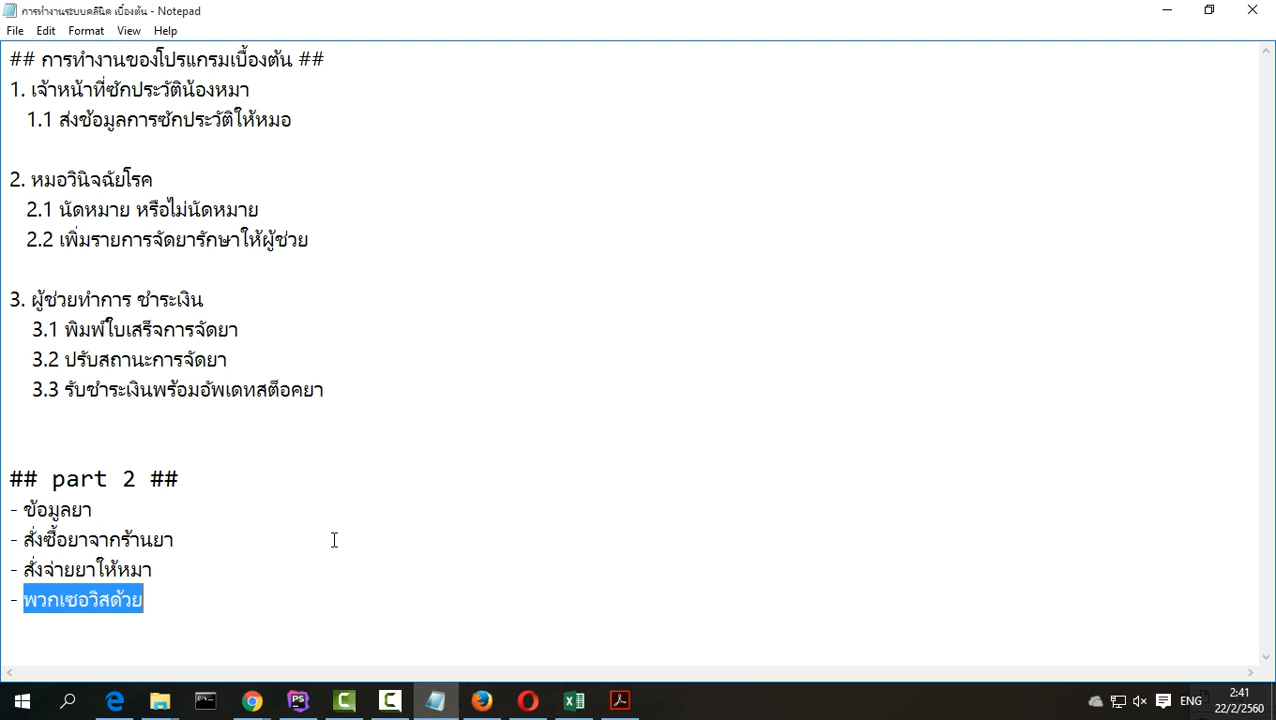 การทำงานระบบคลินิค เบื้องต้น - Notepad
File Edit Format View Help
## การทำงานของโปรแกรมเบื้องต้น ##
1. เจ้าหน้าที่ซักประวัติน้องหมา
1.1 ส่งข้อมูลการซักประวัติให้หมอ
2. หมอวินิจฉัยโรค
2.1 นัดหมาย หรือไม่นัดหมาย
2.2 เพิ่มรายการจัดยารักษาให้ผู้ช่วย
3. ผู้ช่วยทำการ ชำระเงิน
3.1 พิมพ์ใบเสร็จการจัดยา
3.2 ปรับสถานะการจัดยา
3.3 รับชำระเงินพร้อมอัพเดทสต็อคยา
## part 2 ##
- ข้อมูลยา
- สั่งซื้อยาจากร้านยา
- สั่งจ่ายยาให้หมา
- พวกเซอวิสด้วย
PS
ENG
2:41
22/2/2560